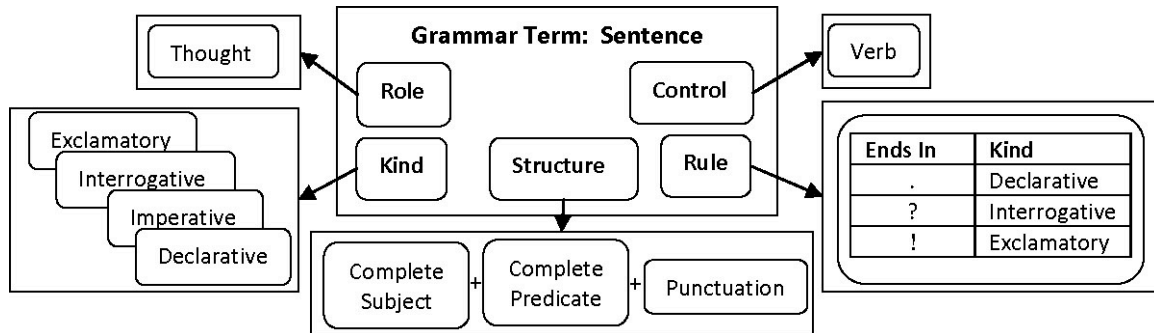 Grammar Term: Sentence
Thought
Role
Control
Verb
Kind
Structure
Rule
Exclamatory
Interrogative
Imperative
Declarative
Complete
Subject
+
Complete
Predicate
+
Punctuation
Ends In Kind
. Declarative
? Interrogative
! Exclamatory